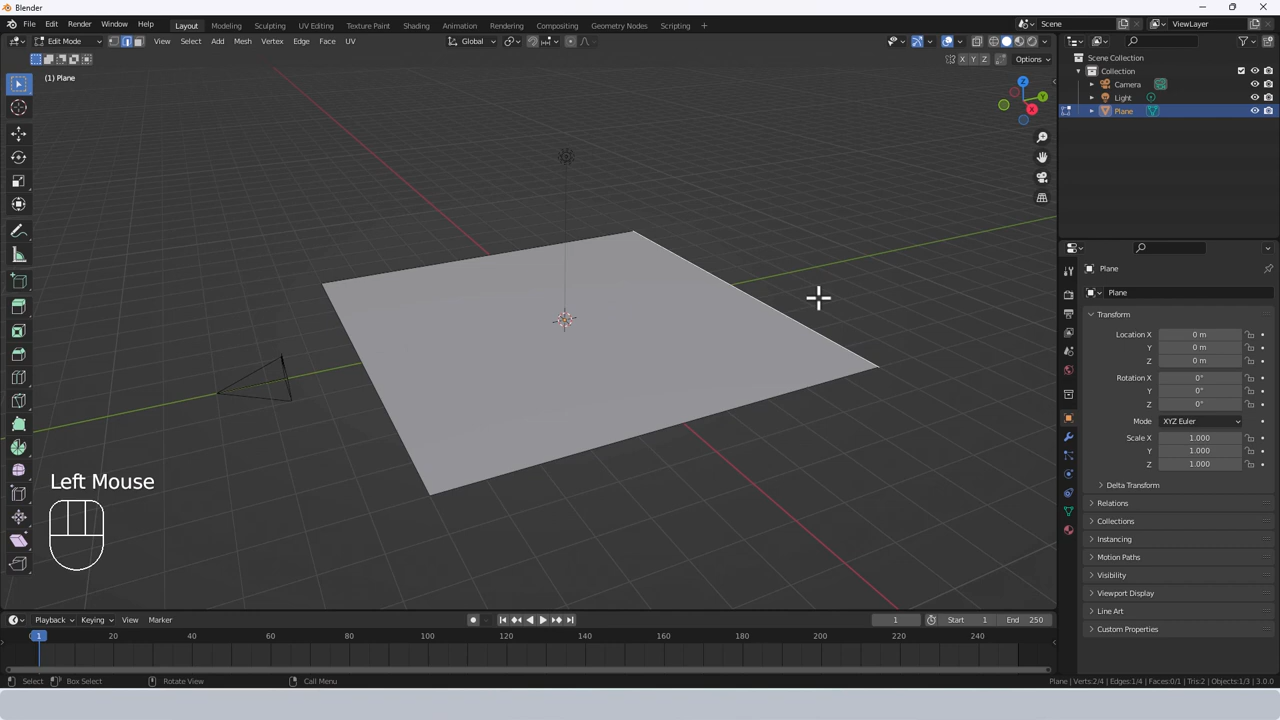 Blender
File Edit Render Window Help Layout Modeling Sculpting UV Editing Texture Paint Shading Animation Rendering Compositing Geometry Nodes Scripting + Scene ViewLayer
Edit Mode View Select Add Mesh Vertex Edge Face UV Global
X Y Z Options
(1) Plane
Z
Y
X
Scene Collection
Collection
Camera
Light
Plane
Plane
Plane
Transform
Location X 0 m
Y 0 m
Z 0 m
Rotation X 0°
Y 0°
Z 0°
Mode XYZ Euler
Scale X 1.000
Y 1.000
Z 1.000
Delta Transform
Relations
Collections
Instancing
Motion Paths
Visibility
Viewport Display
Line Art
Custom Properties
Left Mouse
Playback Keying View Marker 1 Start 1 End 250
1 20 40 60 80 100 120 140 160 180 200 220 240
Select Box Select Rotate View Call Menu Plane | Verts:2/4 | Edges:1/4 | Faces:0/1 | Tris:2 | Objects:1/3 | 3.0.0